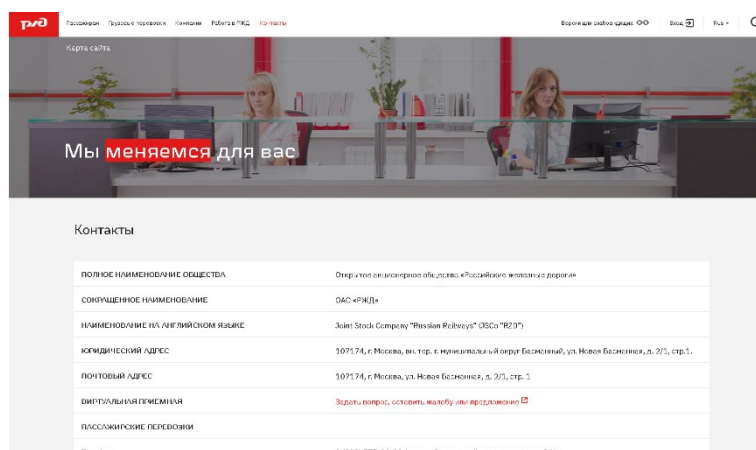 ржд Пассажирам Грузовые перевозки Компания Работа в РЖД Контакты Версия для слабовидящих Вход Rus
Карта сайта
Мы меняемся для вас
Контакты
ПОЛНОЕ НАИМЕНОВАНИЕ ОБЩЕСТВА Открытое акционерное общество «Российские железные дороги»
СОКРАЩЕННОЕ НАИМЕНОВАНИЕ ОАО «РЖД»
НАИМЕНОВАНИЕ НА АНГЛИЙСКОМ ЯЗЫКЕ Joint Stock Company "Russian Railways" (JSCo "RZD")
ЮРИДИЧЕСКИЙ АДРЕС 107174, г. Москва, вн. тер. г. муниципальный округ Басманный, ул. Новая Басманная, д. 2/1, стр.1.
ПОЧТОВЫЙ АДРЕС 107174, г. Москва, ул. Новая Басманная, д. 2/1, стр. 1
ВИРТУАЛЬНАЯ ПРИЕМНАЯ Задать вопрос, оставить жалобу или предложение
ПАССАЖИРСКИЕ ПЕРЕВОЗКИ